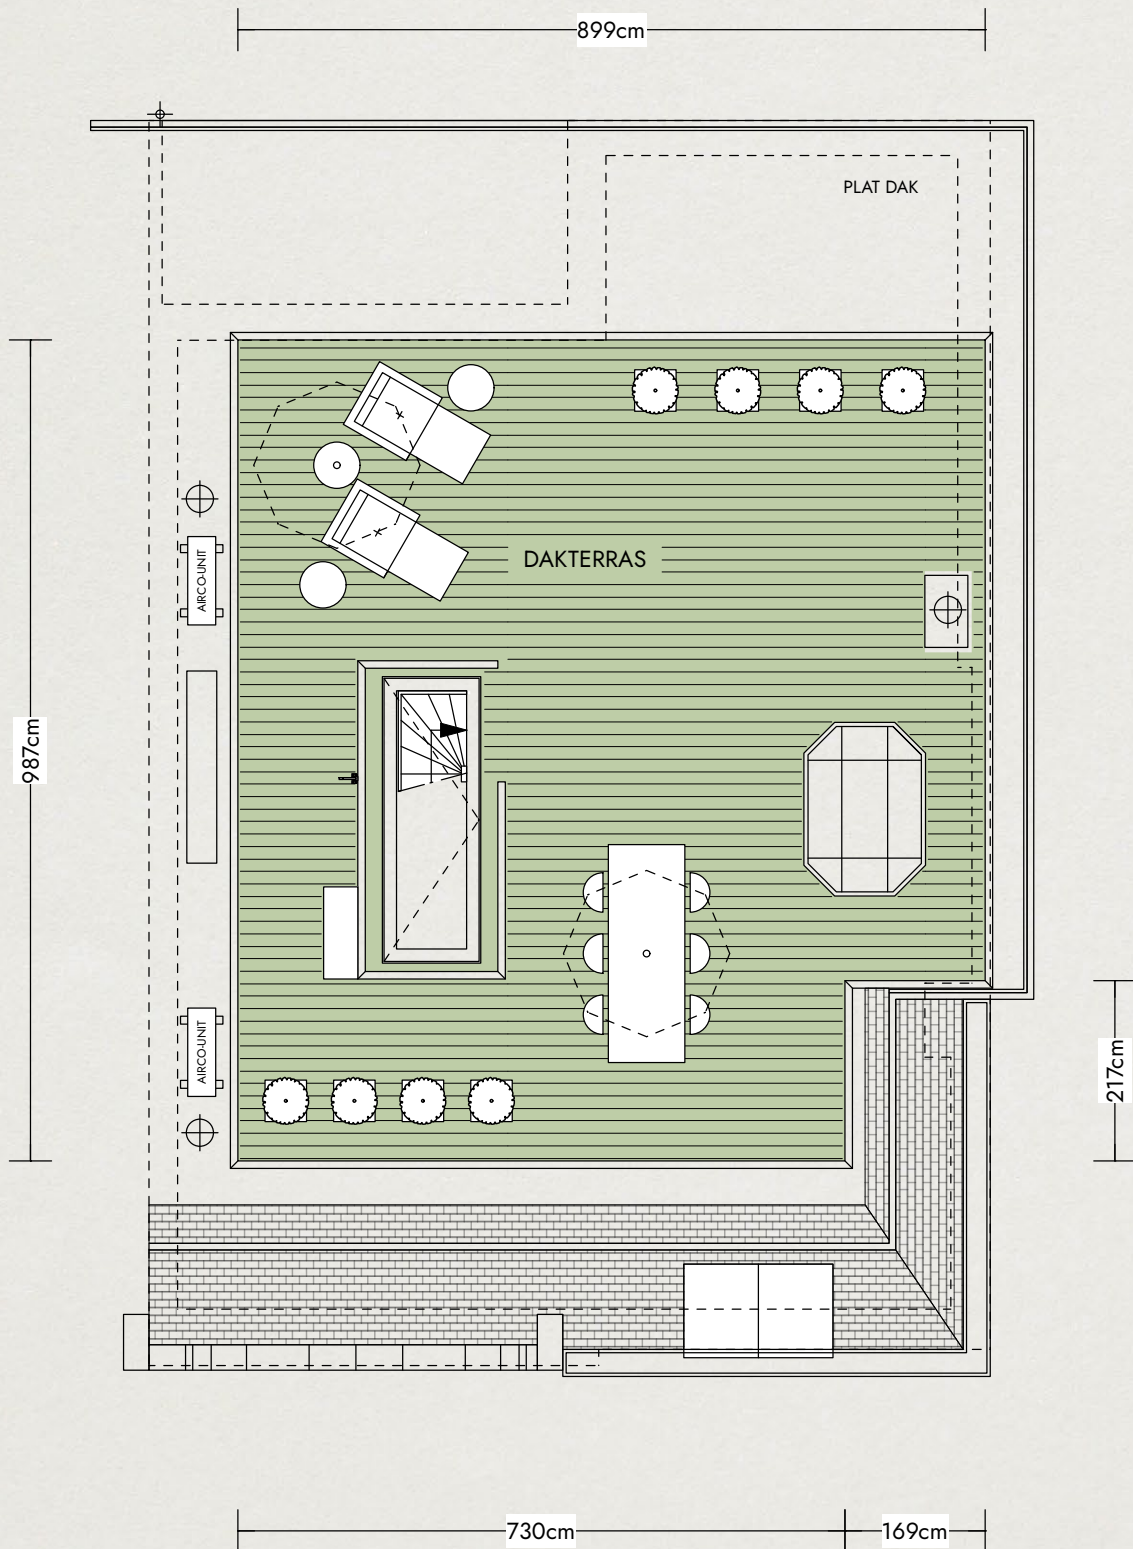 899cm
PLAT DAK
DAKTERRAS
AIRCO-UNIT
987cm
AIRCO-UNIT
217cm
730cm
169cm